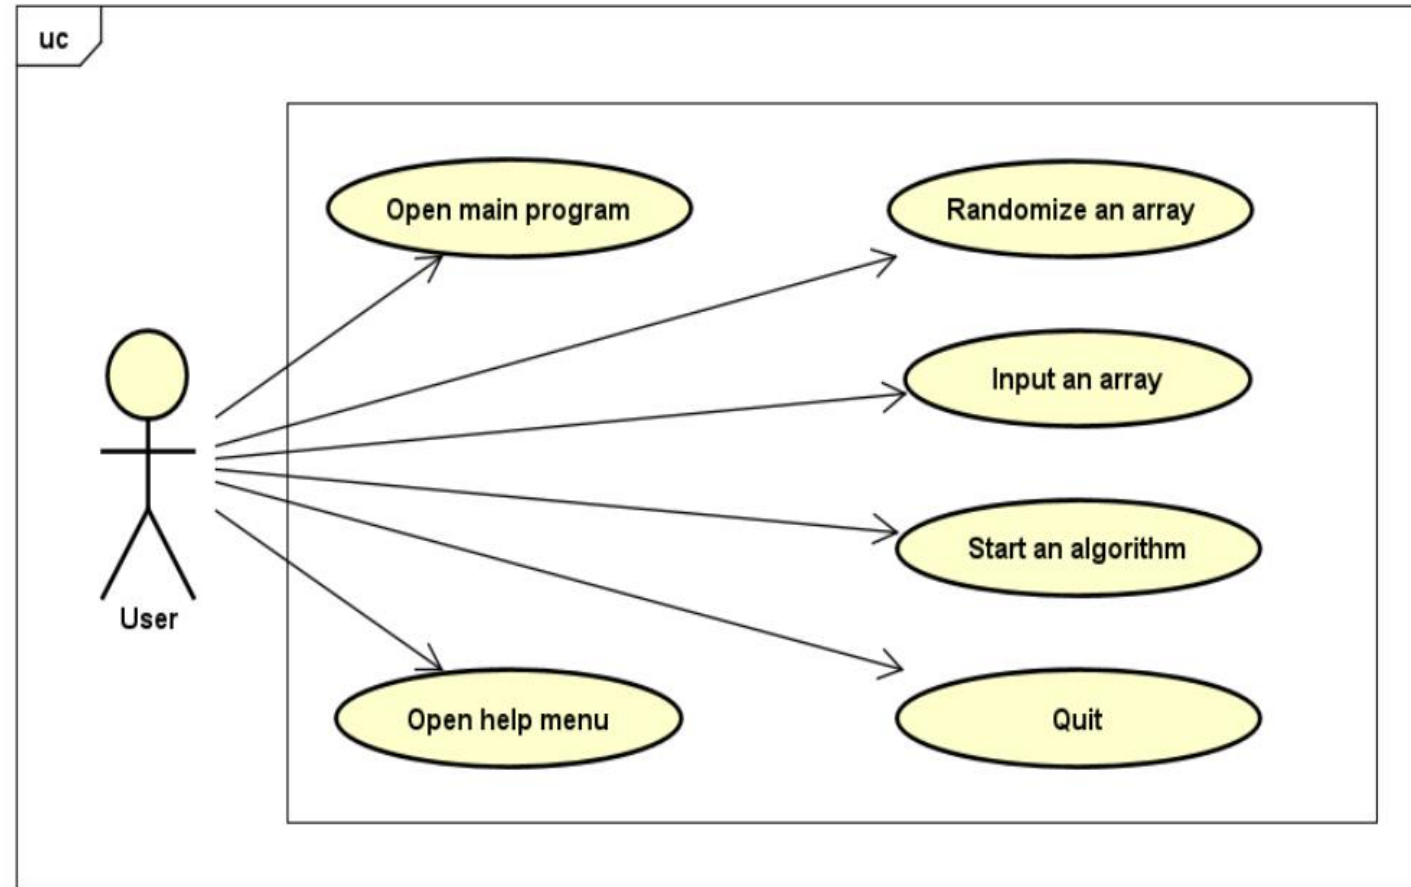 uc
Open main program
Randomize an array
Input an array
Start an algorithm
User
Open help menu
Quit